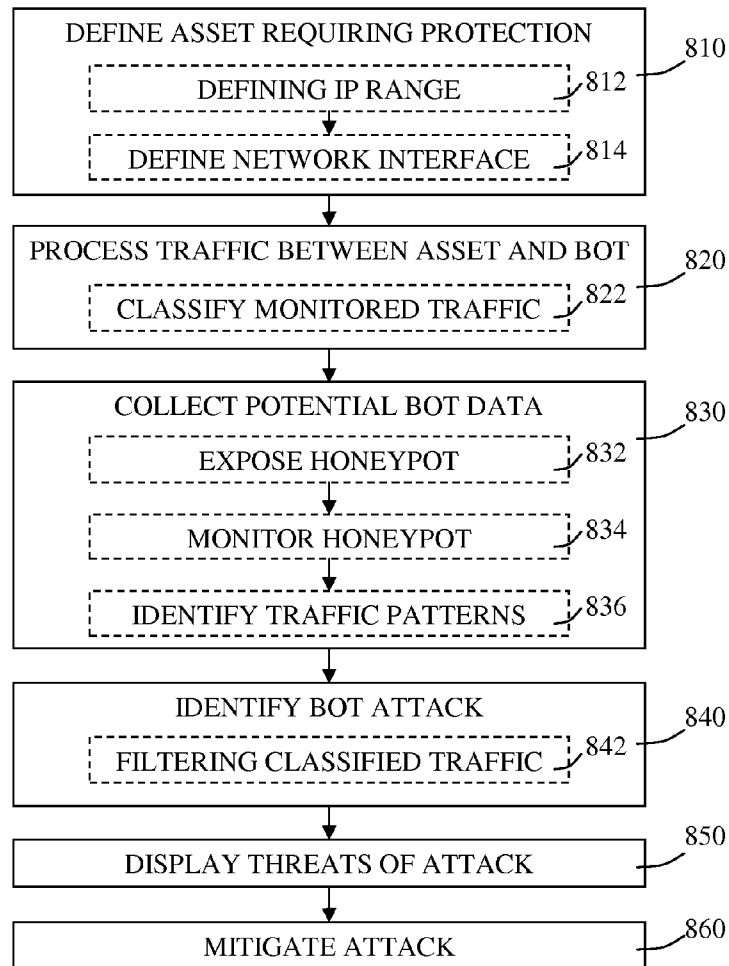 DEFINE ASSET REQUIRING PROTECTION
810
DEFINING IP RANGE
812
DEFINE NETWORK INTERFACE
814
PROCESS TRAFFIC BETWEEN ASSET AND BOT
820
CLASSIFY MONITORED TRAFFIC
822
COLLECT POTENTIAL BOT DATA
830
EXPOSE HONEYPOT
832
MONITOR HONEYPOT
834
IDENTIFY TRAFFIC PATTERNS
836
IDENTIFY BOT ATTACK
840
FILTERING CLASSIFIED TRAFFIC
842
DISPLAY THREATS OF ATTACK
850
MITIGATE ATTACK
860